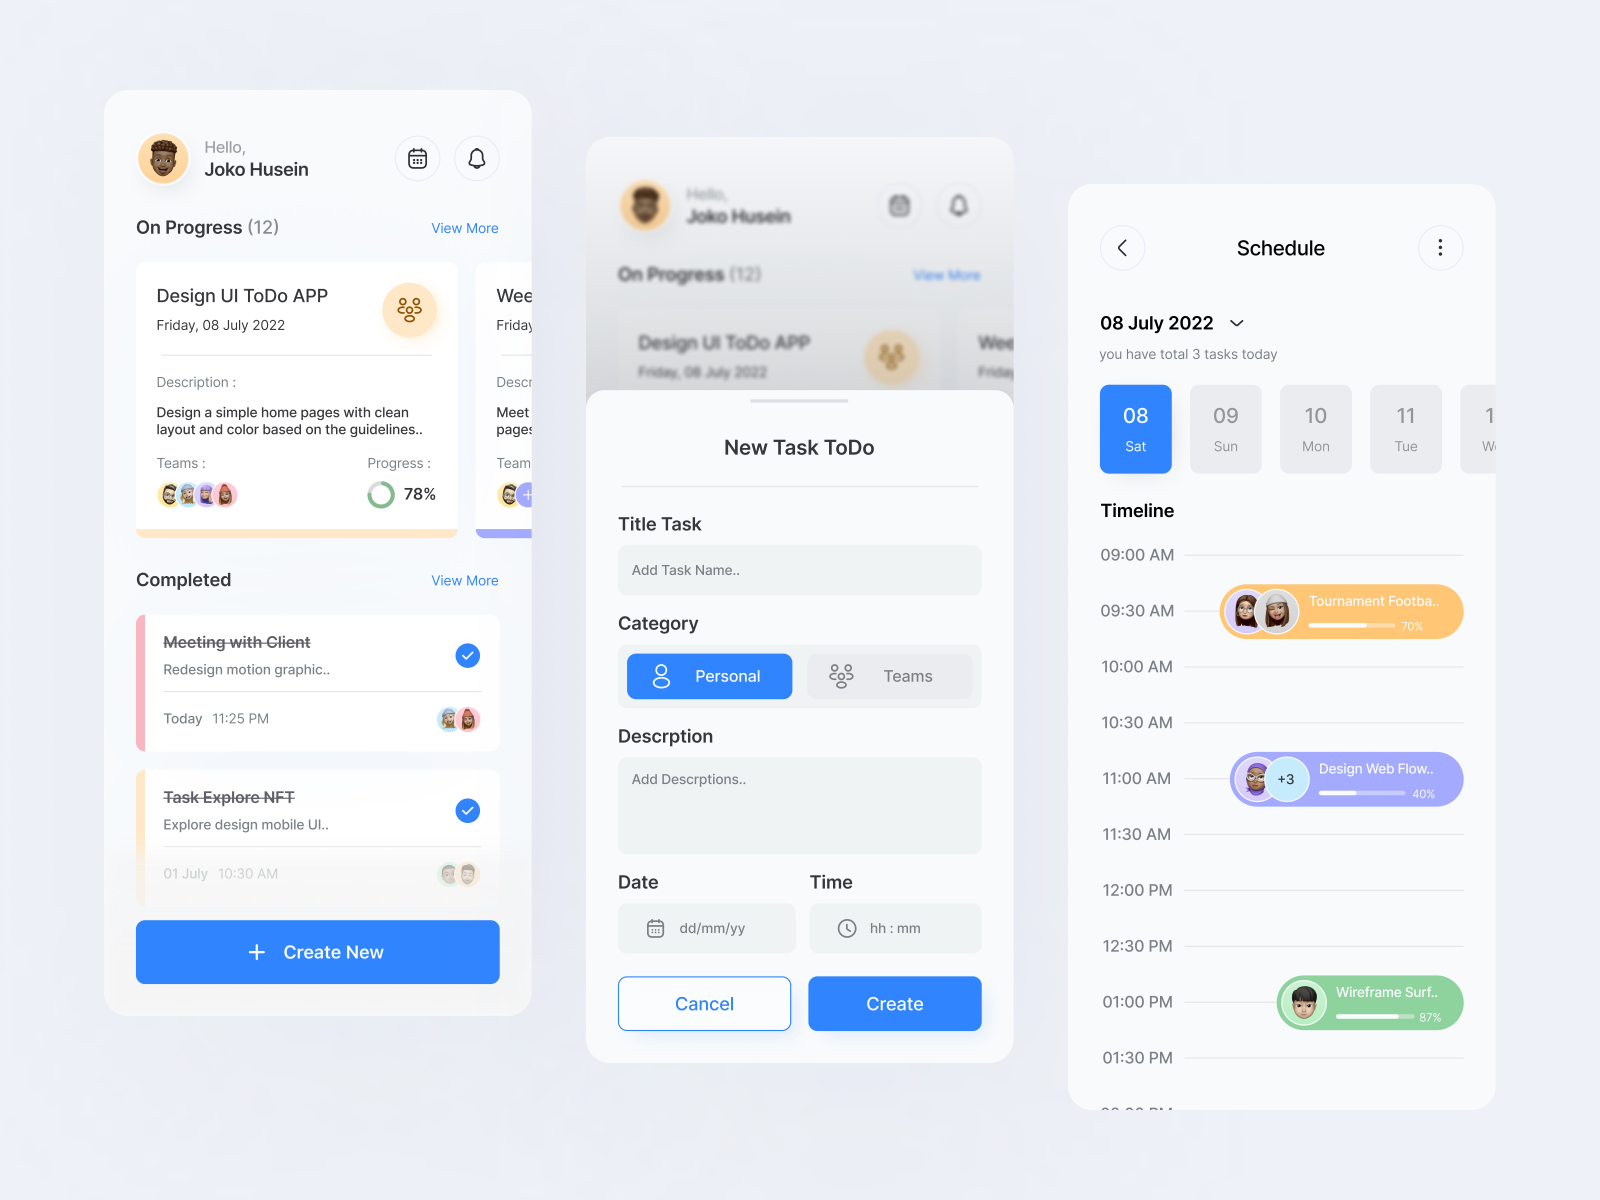 Hello,
Joko Husein
On Progress (12)
View More
Design UI ToDo APP
Friday, 08 July 2022
Description :
Design a simple home pages with clean
layout and color based on the guidelines..
Teams :
Progress :
78%
Wee
Friday
Descr
Meet
pages
Team
+
Completed
View More
Meeting with Client
Redesign motion graphic..
Today 11:25 PM
Task Explore NFT
Explore design mobile UI..
01 July 10:30 AM
+ Create New
Hello,
Joko Husein
On Progress (12)
View More
Design UI ToDo APP
Friday, 08 July 2022
Wee
Friday
New Task ToDo
Title Task
Add Task Name..
Category
Personal
Teams
Descrption
Add Descrptions..
Date
Time
dd/mm/yy
hh : mm
Cancel
Create
Schedule
08 July 2022
you have total 3 tasks today
08
Sat
09
Sun
10
Mon
11
Tue
1
W
Timeline
09:00 AM
09:30 AM
Tournament Footba..
70%
10:00 AM
10:30 AM
11:00 AM
+3
Design Web Flow..
40%
11:30 AM
12:00 PM
12:30 PM
01:00 PM
Wireframe Surf..
87%
01:30 PM